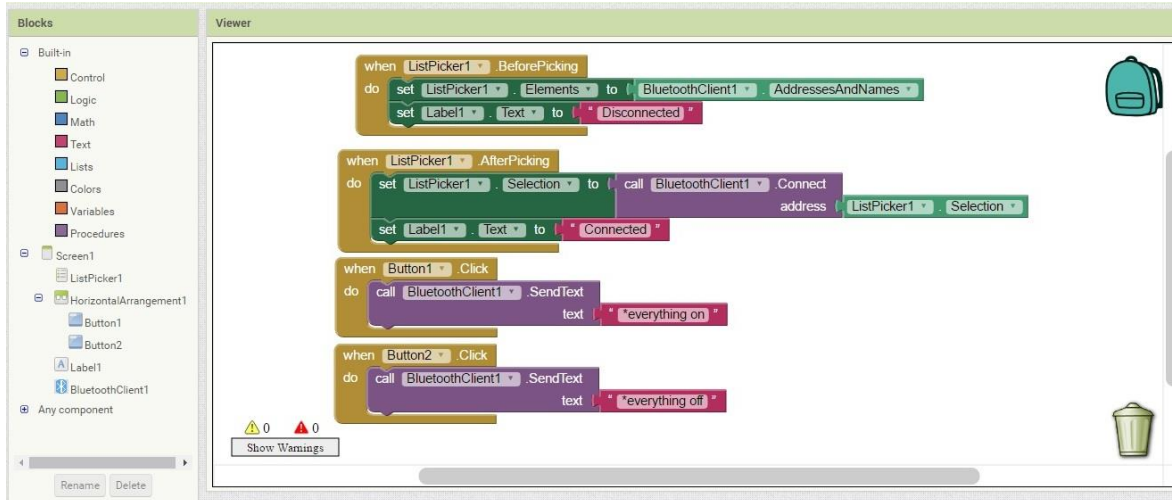 Blocks
Viewer
Built-in
Control
Logic
Math
Text
Lists
Colors
Variables
Procedures
Screen1
ListPicker1
HorizontalArrangement1
Button1
Button2
Label1
BluetoothClient1
Any component
Rename Delete
when ListPicker1 .BeforePicking
do set ListPicker1 . Elements to BluetoothClient1 . AddressesAndNames
set Label1 . Text to " Disconnected "
when ListPicker1 .AfterPicking
do set ListPicker1 . Selection to call BluetoothClient1 .Connect
address ListPicker1 . Selection
set Label1 . Text to " Connected "
when Button1 .Click
do call BluetoothClient1 .SendText
text " *everything on "
when Button2 .Click
do call BluetoothClient1 .SendText
text " *everything off "
0 0
Show Warnings